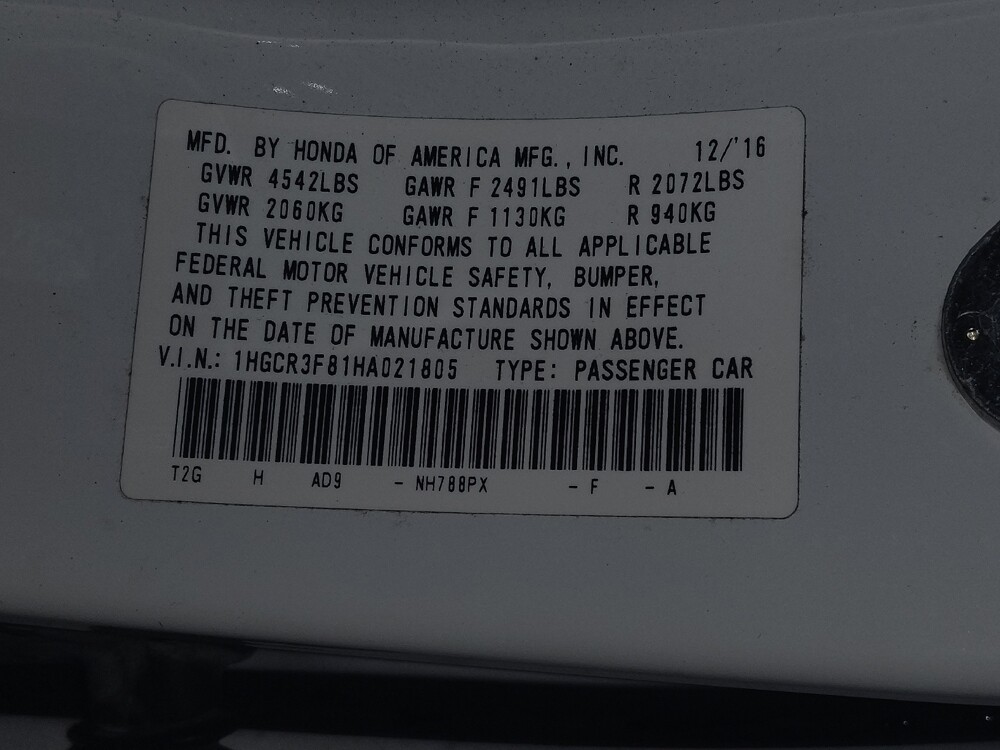 MFD. BY HONDA OF AMERICA MFG., INC. 12/'16
GVWR 4542LBS GAWR F 2491LBS R 2072LBS
GVWR 2060KG GAWR F 1130KG R 940KG
THIS VEHICLE CONFORMS TO ALL APPLICABLE
FEDERAL MOTOR VEHICLE SAFETY, BUMPER,
AND THEFT PREVENTION STANDARDS IN EFFECT
ON THE DATE OF MANUFACTURE SHOWN ABOVE.
V.I.N.: 1HGCR3F81HA021805 TYPE: PASSENGER CAR
T2G H AD9 - NH788PX - F - A